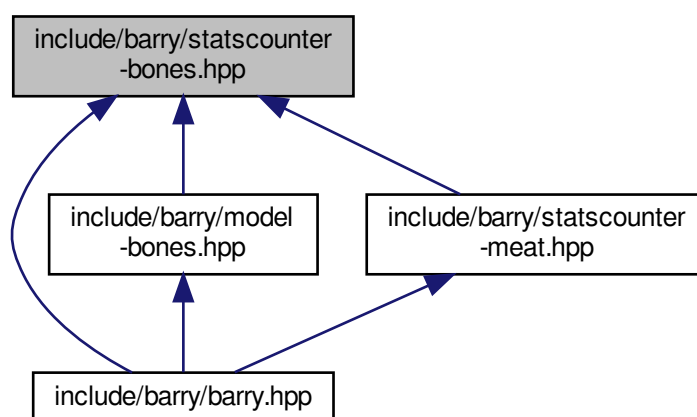 include/barry/statscounter
-bones.hpp
include/barry/model
-bones.hpp
include/barry/statscounter
-meat.hpp
include/barry/barry.hpp